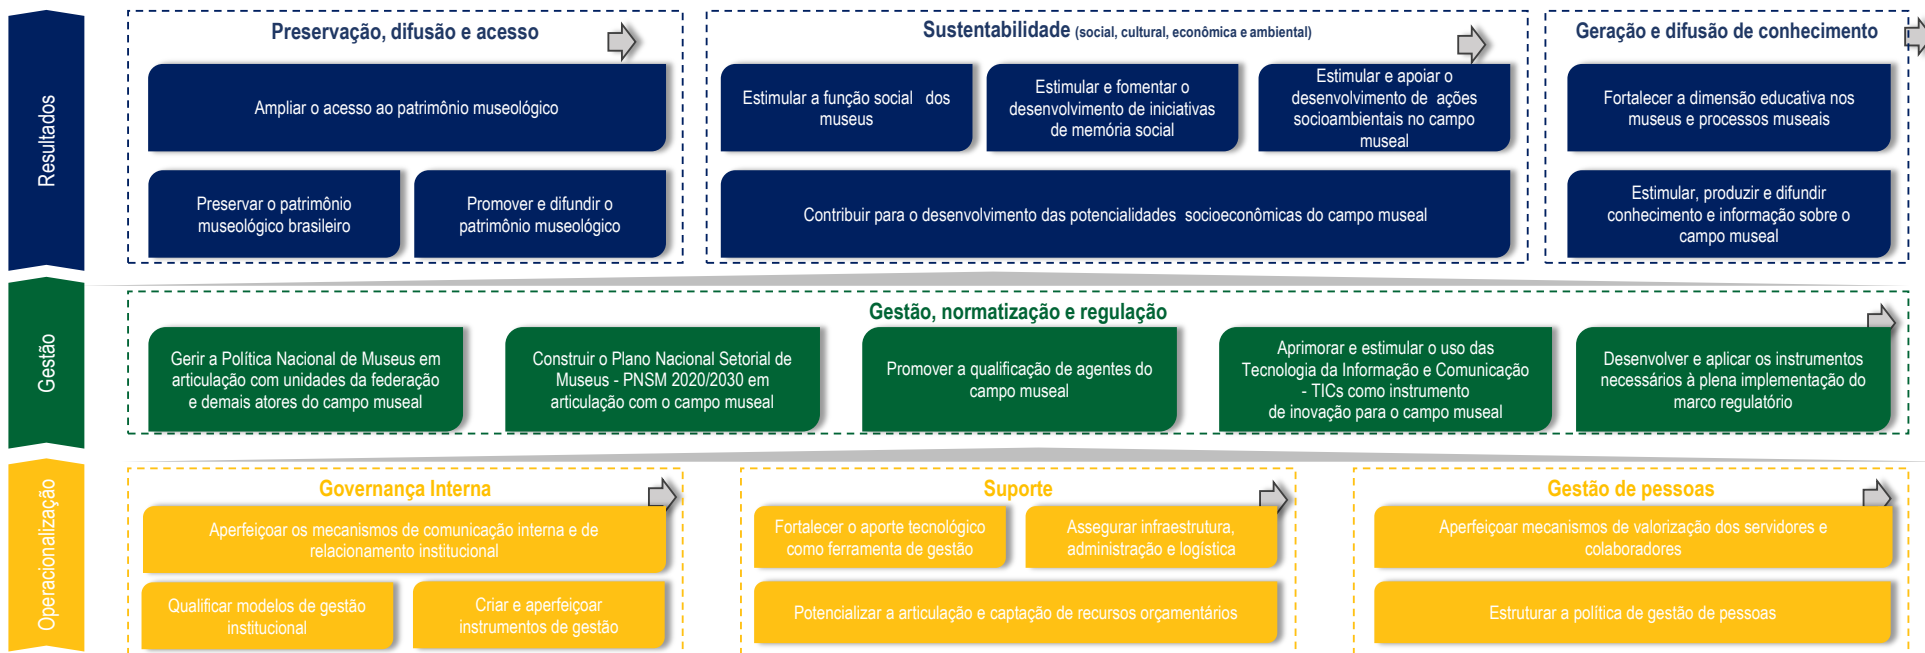 Resultados
Preservação, difusão e acesso
Ampliar o acesso ao patrimônio museológico
Preservar o patrimônio
museológico brasileiro
Promover e difundir o
patrimônio museológico
Sustentabilidade (social, cultural, econômica e ambiental)
Estimular a função social dos
museus
Estimular e fomentar o
desenvolvimento de iniciativas
de memória social
Estimular e apoiar o
desenvolvimento de ações
socioambientais no campo
museal
Contribuir para o desenvolvimento das potencialidades socioeconômicas do campo museal
Geração e difusão de conhecimento
Fortalecer a dimensão educativa nos
museus e processos museais
Estimular, produzir e difundir
conhecimento e informação sobre o
campo museal
Gestão
Gestão, normatização e regulação
Gerir a Política Nacional de Museus em
articulação com unidades da federação
e demais atores do campo museal
Construir o Plano Nacional Setorial de
Museus - PNSM 2020/2030 em
articulação com o campo museal
Promover a qualificação de agentes do
campo museal
Aprimorar e estimular o uso das
Tecnologia da Informação e Comunicação
- TICs como instrumento
de inovação para o campo museal
Desenvolver e aplicar os instrumentos
necessários à plena implementação do
marco regulatório
Operacionalização
Governança Interna
Aperfeiçoar os mecanismos de comunicação interna e de
relacionamento institucional
Qualificar modelos de gestão
institucional
Criar e aperfeiçoar
instrumentos de gestão
Suporte
Fortalecer o aporte tecnológico
como ferramenta de gestão
Assegurar infraestrutura,
administração e logística
Potencializar a articulação e captação de recursos orçamentários
Gestão de pessoas
Aperfeiçoar mecanismos de valorização dos servidores e
colaboradores
Estruturar a política de gestão de pessoas